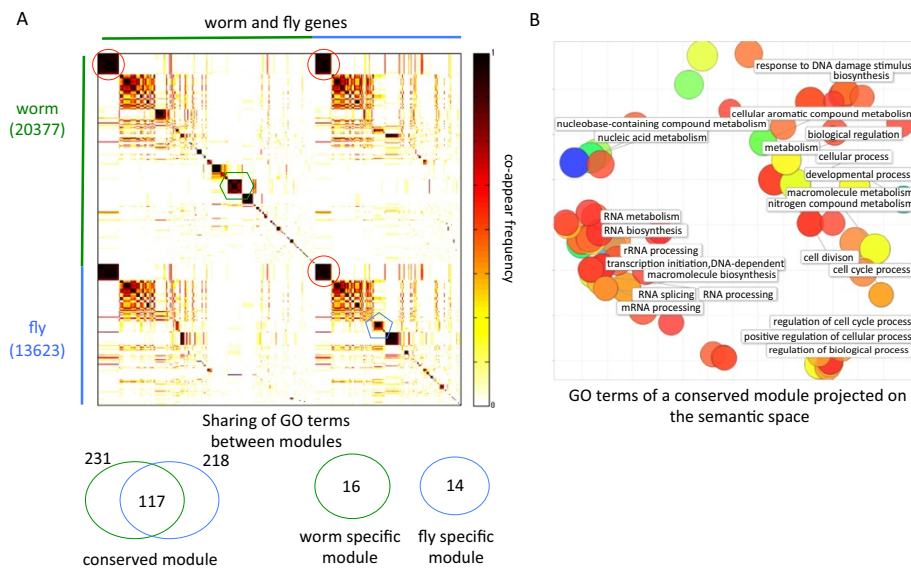 A
worm and fly genes
worm
(20377)
fly
(13623)
1
co-appear frequency
0
Sharing of GO terms
between modules
231
218
117
conserved module
16
worm specific
module
14
fly specific
module
B
response to DNA damage stimulus
biosynthesis
cellular aromatic compound metabolism
nucleobase-containing compound metabolism
biological regulation
nucleic acid metabolism
metabolism
cellular process
developmental process
macromolecule metabolism
nitrogen compound metabolism
RNA metabolism
RNA biosynthesis
rRNA processing
cell divison
transcription initiation,DNA-dependent
cell cycle process
macromolecule biosynthesis
RNA splicing
RNA processing
mRNA processing
regulation of cell cycle process
positive regulation of cellular process
regulation of biological process
GO terms of a conserved module projected on
the semantic space